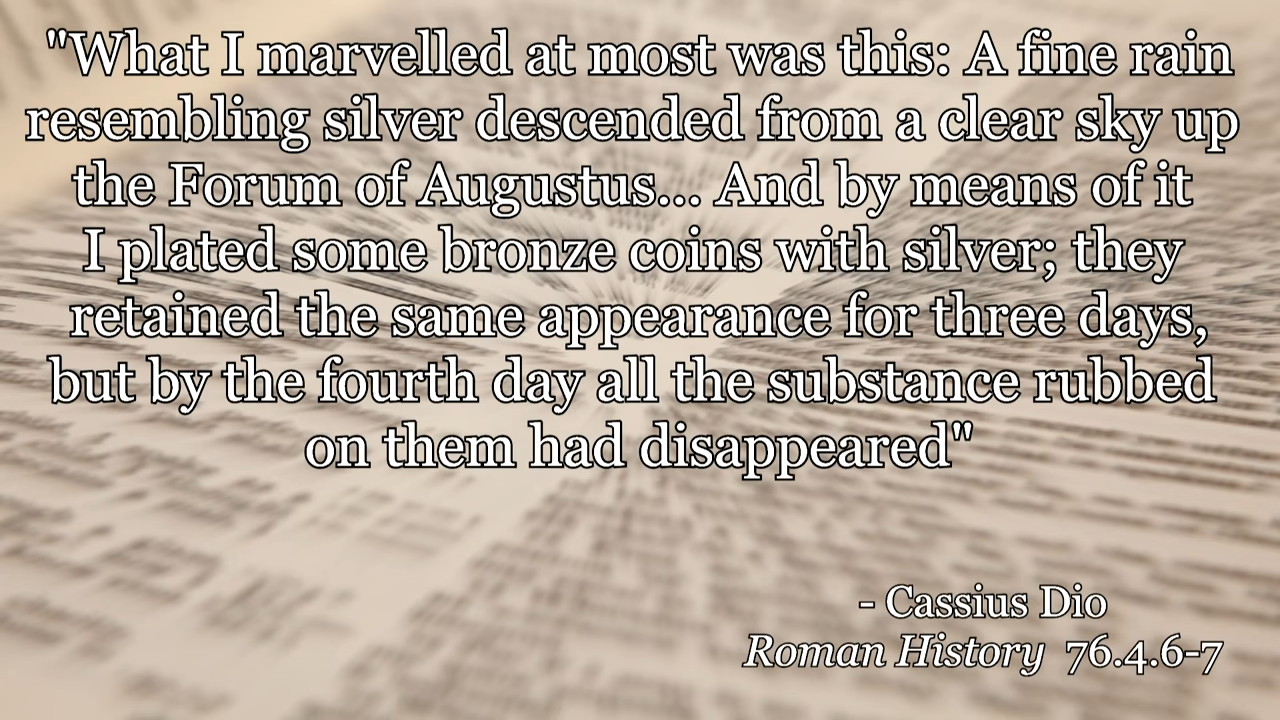 "What I marvelled at most was this: A fine rain
resembling silver descended from a clear sky up
the Forum of Augustus... And by means of it
I plated some bronze coins with silver; they
retained the same appearance for three days,
but by the fourth day all the substance rubbed
on them had disappeared"
- Cassius Dio
Roman History 76.4.6-7